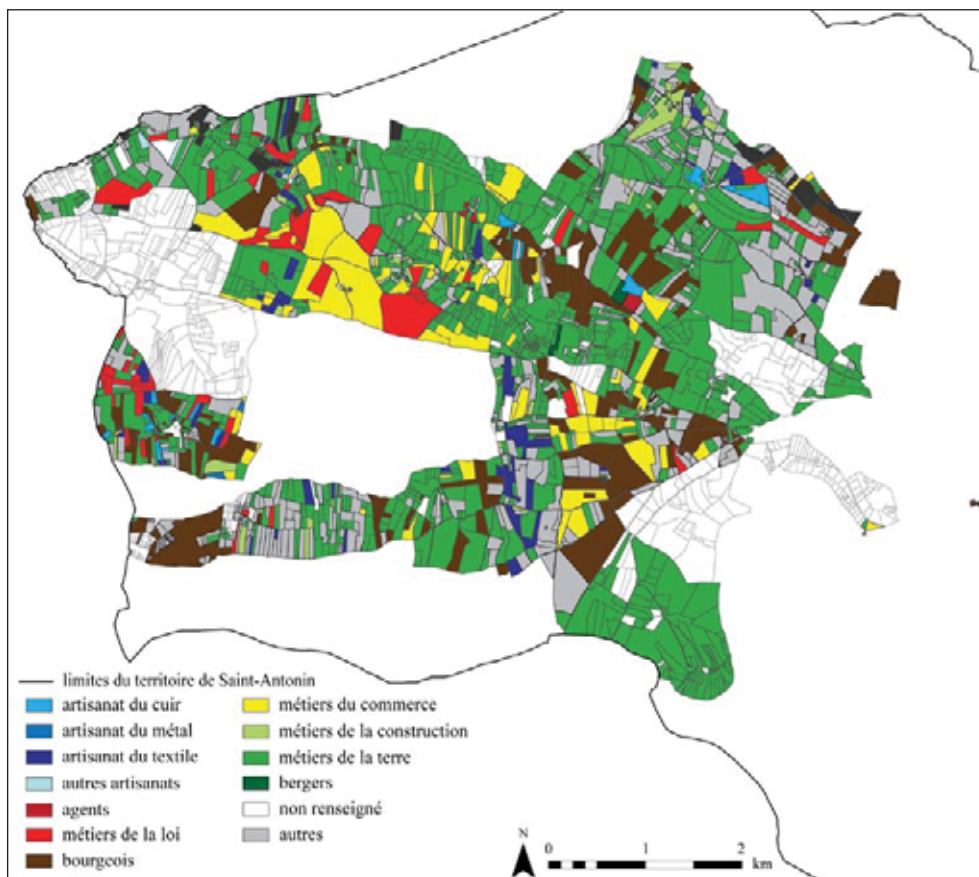 limites du territoire de Saint-Antonin
artisanat du cuir
artisanat du métal
artisanat du textile
autres artisanats
agents
métiers de la loi
bourgeois
métiers du commerce
métiers de la construction
métiers de la terre
bergers
non renseigné
autres
N
0 1 2
km